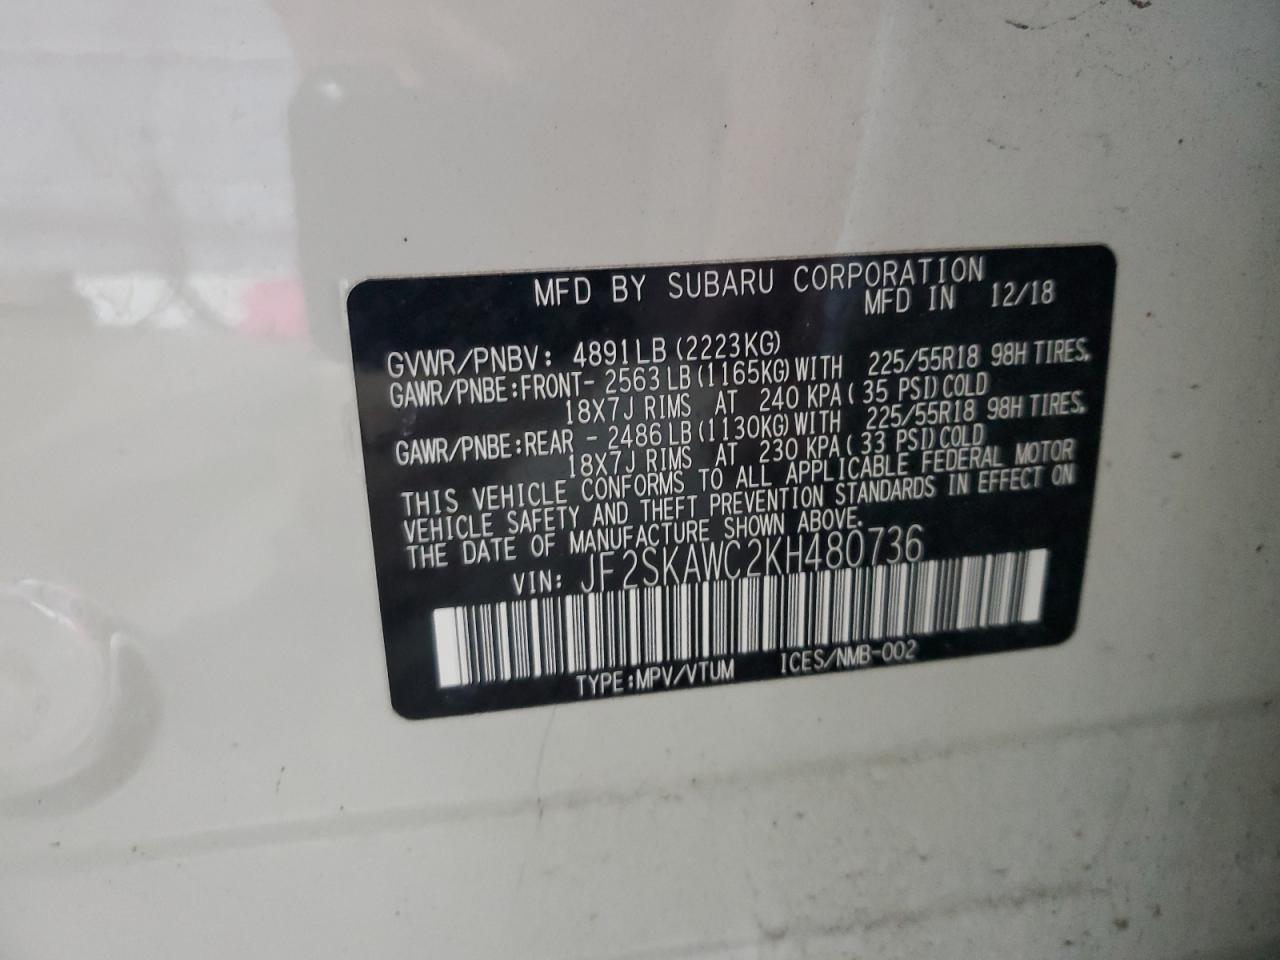 MFD BY SUBARU CORPORATION
MFD IN 12/18
GVWR/PNBV: 4891LB (2223KG)
GAWR/PNBE:FRONT- 2563 LB (1165KG) WITH 225/55R18 98H TIRES,
18X7J RIMS AT 240 KPA ( 35 PSI) COLD
GAWR/PNBE:REAR - 2486 LB (1130KG) WITH 225/55R18 98H TIRES,
18X7J RIMS AT 230 KPA ( 33 PSI) COLD
THIS VEHICLE CONFORMS TO ALL APPLICABLE FEDERAL MOTOR
VEHICLE SAFETY AND THEFT PREVENTION STANDARDS IN EFFECT ON
THE DATE OF MANUFACTURE SHOWN ABOVE.
VIN: JF2SKAWC2KH480736
TYPE:MPV/VTUM ICES/NMB-002